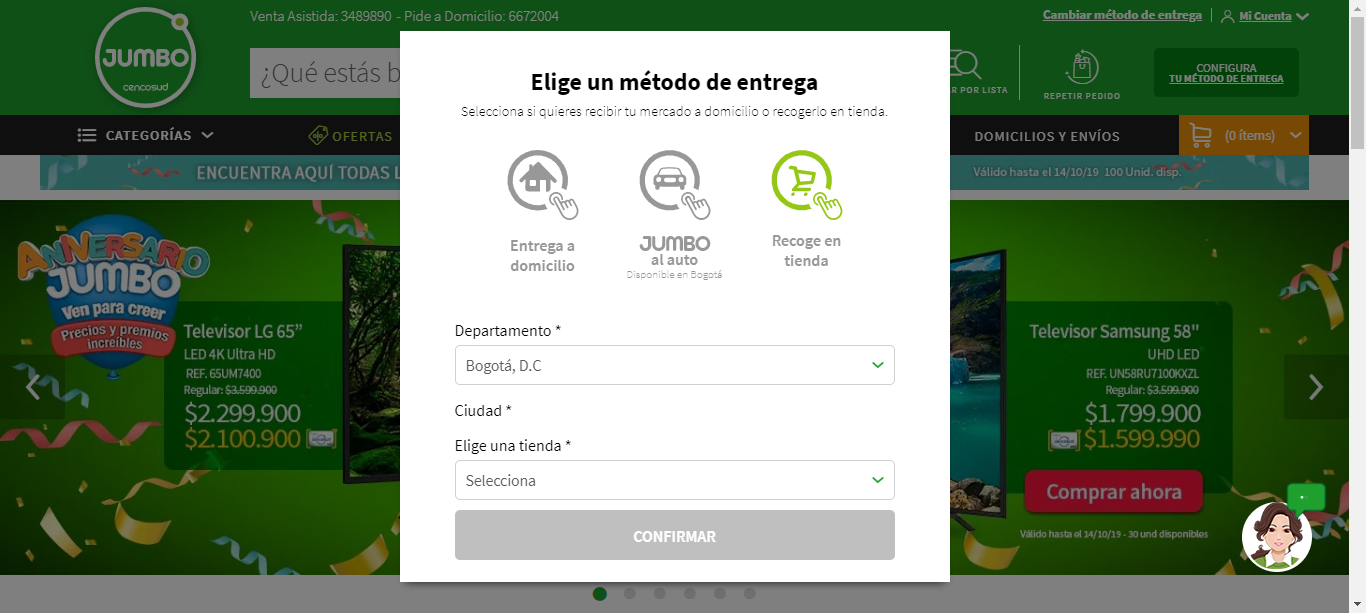 Venta Asistida: 3489890 - Pide a Domicilio: 6672004
Cambiar método de entrega
Mi Cuenta
JUMBO
cencosud
¿Qué estás b
R POR LISTA
REPETIR PEDIDO
CONFIGURA
TU MÉTODO DE ENTREGA
CATEGORÍAS
OFERTAS
DOMICILIOS Y ENVÍOS
(0 ítems)
ENCUENTRA AQUÍ TODAS L
Válido hasta el 14/10/19 100 Unid. disp.
Elige un método de entrega
Selecciona si quieres recibir tu mercado a domicilio o recogerlo en tienda.
Entrega a
domicilio
JUMBO
al auto
Disponible en Bogotá
Recoge en
tienda
Departamento *
Bogotá, D.C
Ciudad *
Elige una tienda *
Selecciona
CONFIRMAR
ANIVERSARIO
JUMBO
Ven para creer
Precios y premios
increíbles
Televisor LG 65”
LED 4K Ultra HD
REF. 65UM7400
Regular: $3.599.900
$2.299.900
$2.100.900
Televisor Samsung 58"
UHD LED
REF. UN58RU7100KXZL
Regular: $3.599.900
$1.799.900
$1.599.990
Comprar ahora
Válido hasta el 14/10/19 - 30 und disponibles